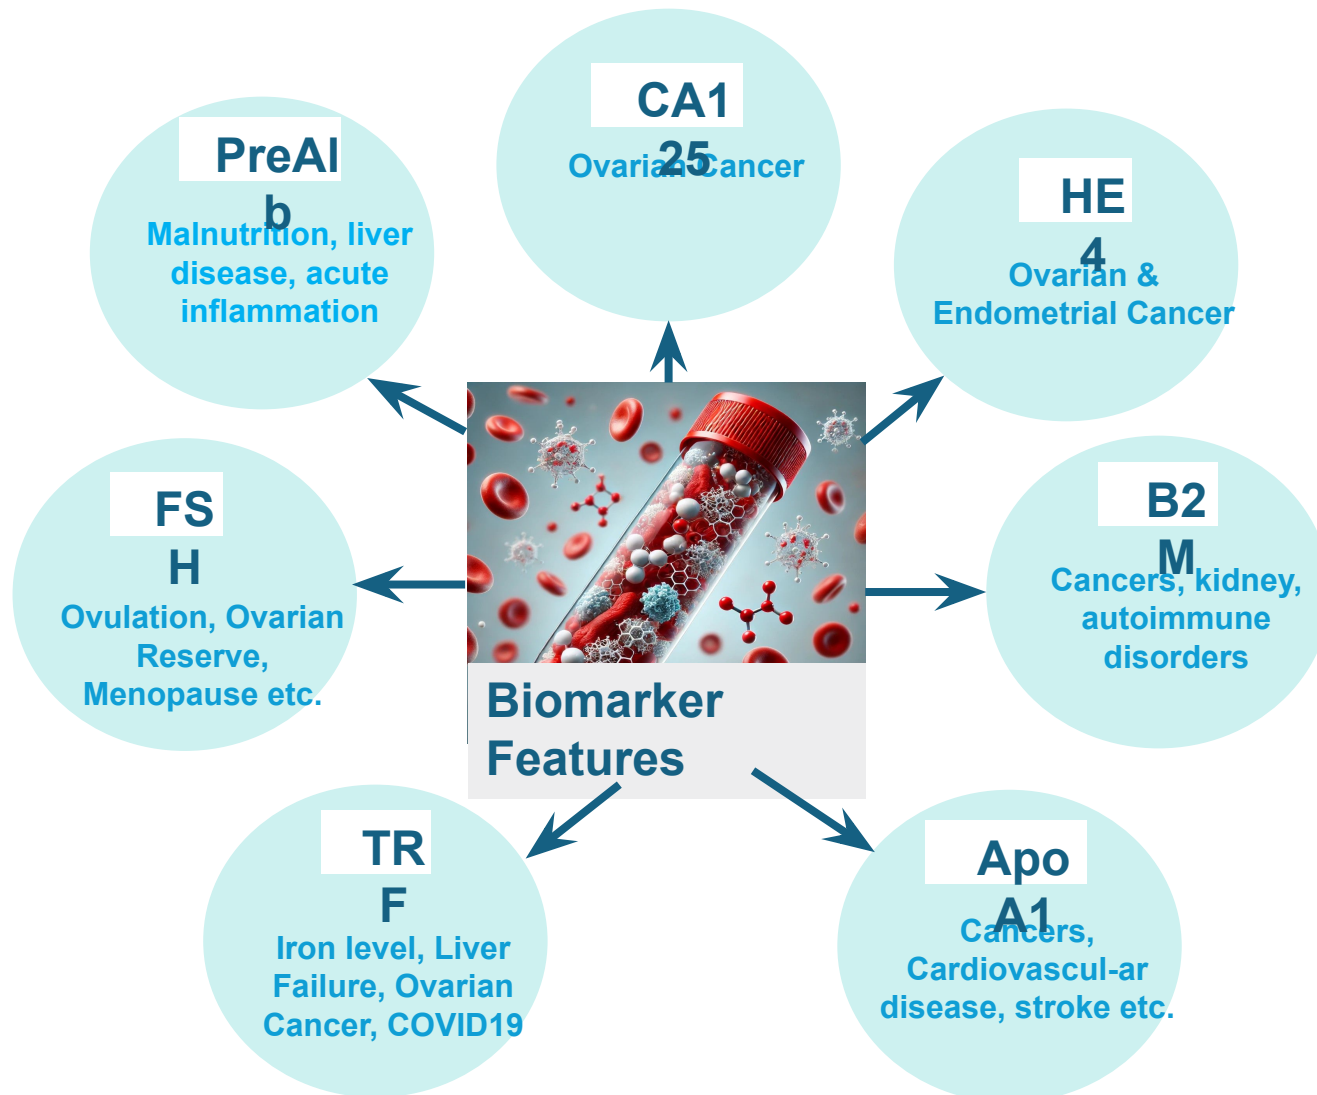 CA1
25
Ovarian Cancer
PreAl
b
Malnutrition, liver
disease, acute
inflammation
HE
4
Ovarian &
Endometrial Cancer
FS
H
Ovulation, Ovarian
Reserve,
Menopause etc.
B2
M
Cancers, kidney,
autoimmune
disorders
Biomarker
Features
TR
F
Iron level, Liver
Failure, Ovarian
Cancer, COVID19
Apo
A1
Cancers,
Cardiovascul-ar
disease, stroke etc.